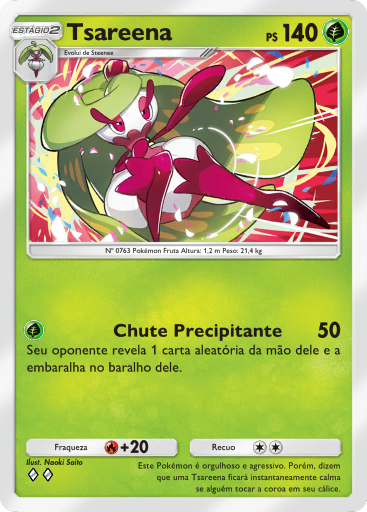 ESTÁGIO 2
Tsareena
PS 140
Evolui de Steenee
Nº 0763 Pokémon Fruta Altura: 1,2 m Peso: 21,4 kg
Chute Precipitante 50
Seu oponente revela 1 carta aleatória da mão dele e a
embaralha no baralho dele.
Fraqueza +20
Recuo
Ilust. Naoki Saito
Este Pokémon é orgulhoso e agressivo. Porém, dizem
que uma Tsareena ficará instantaneamente calma
se alguém tocar a coroa em seu cálice.